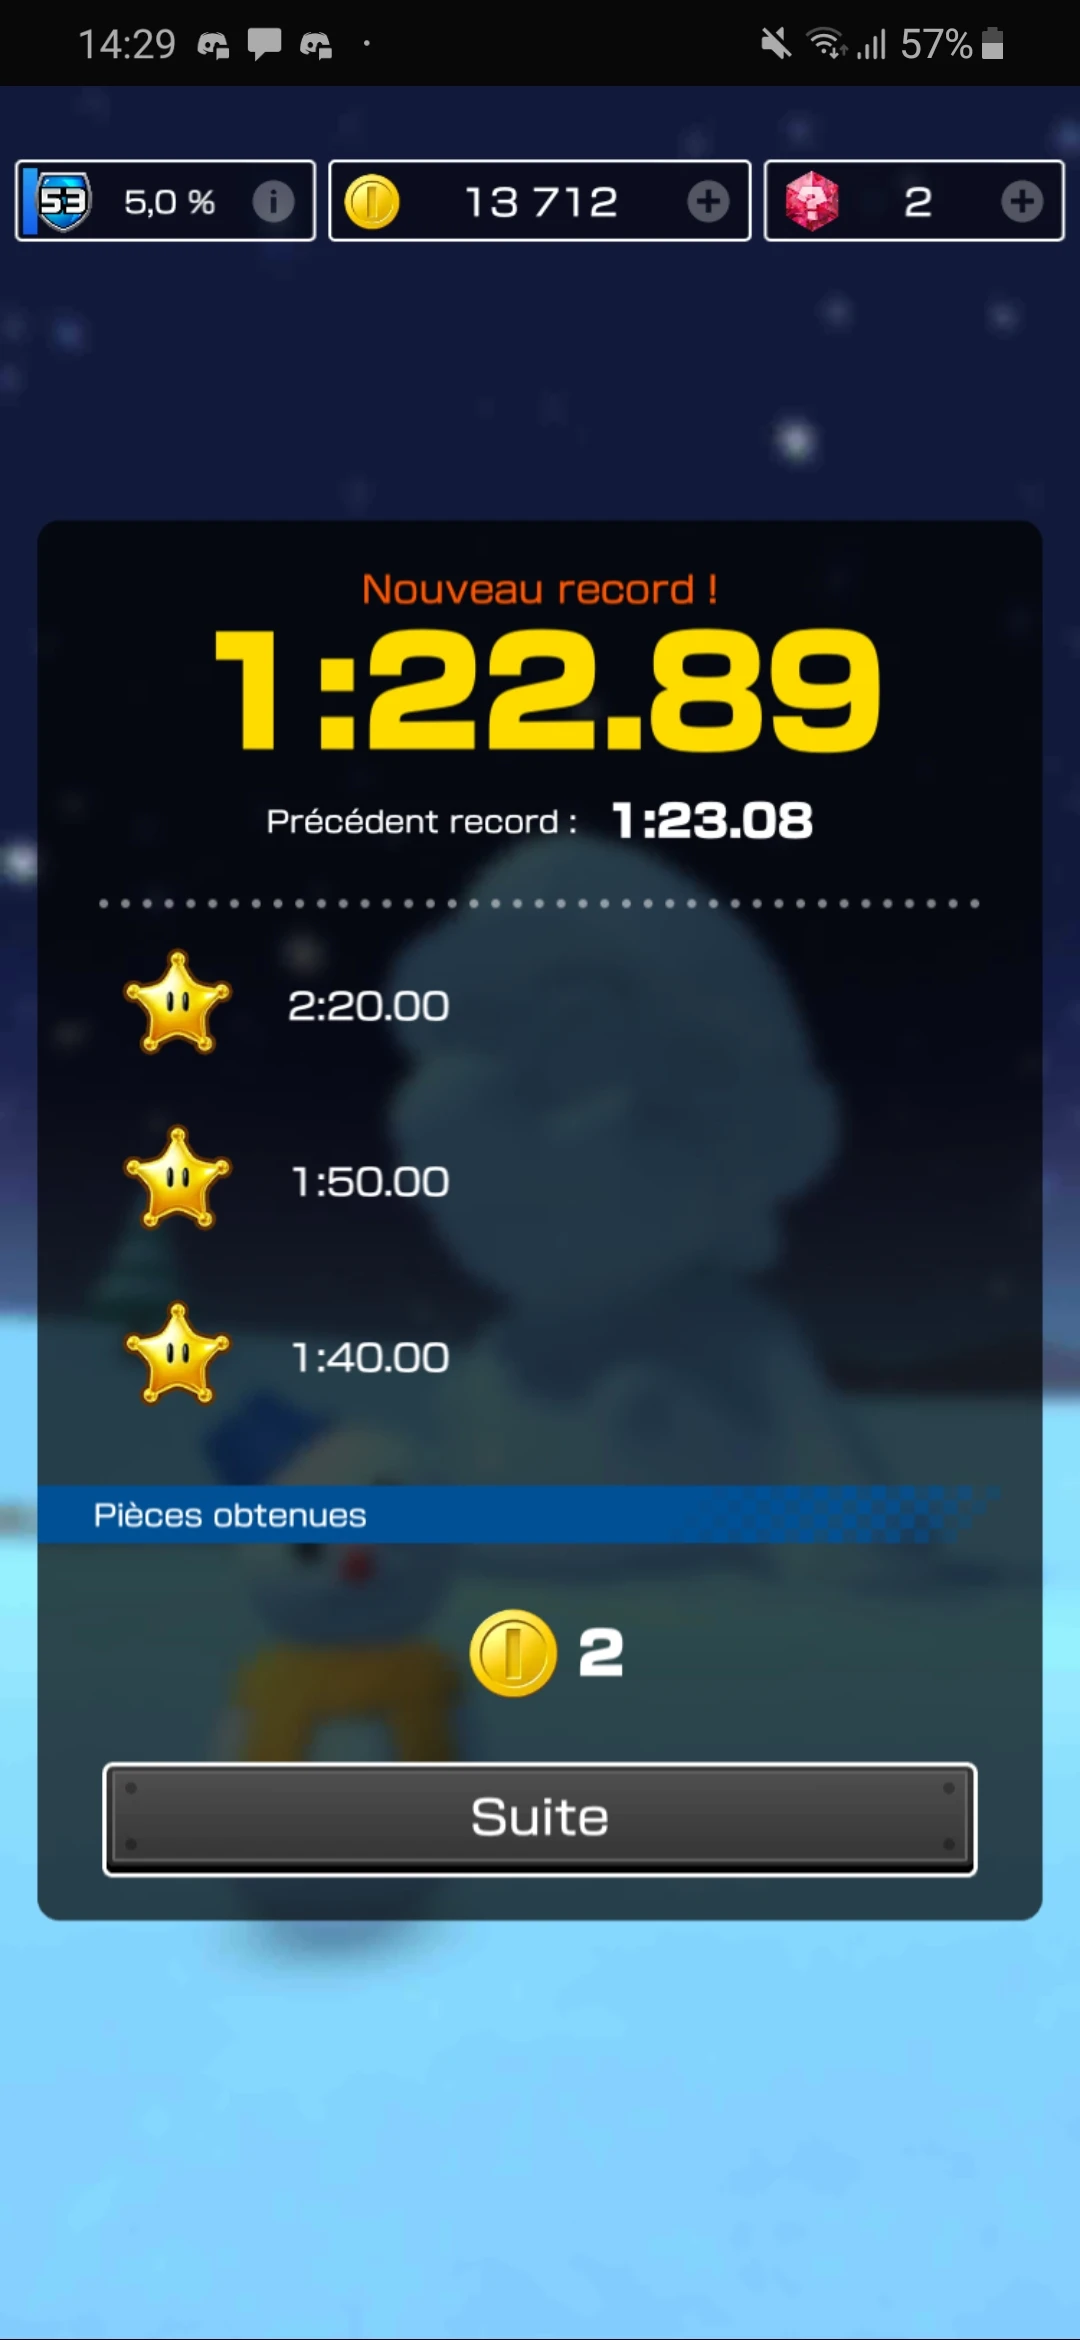 14:29 57%
53 5,0 % i 13 712 2
Nouveau record !
1:22.89
Précédent record : 1:23.08
2:20.00
1:50.00
1:40.00
Pièces obtenues
2
Suite